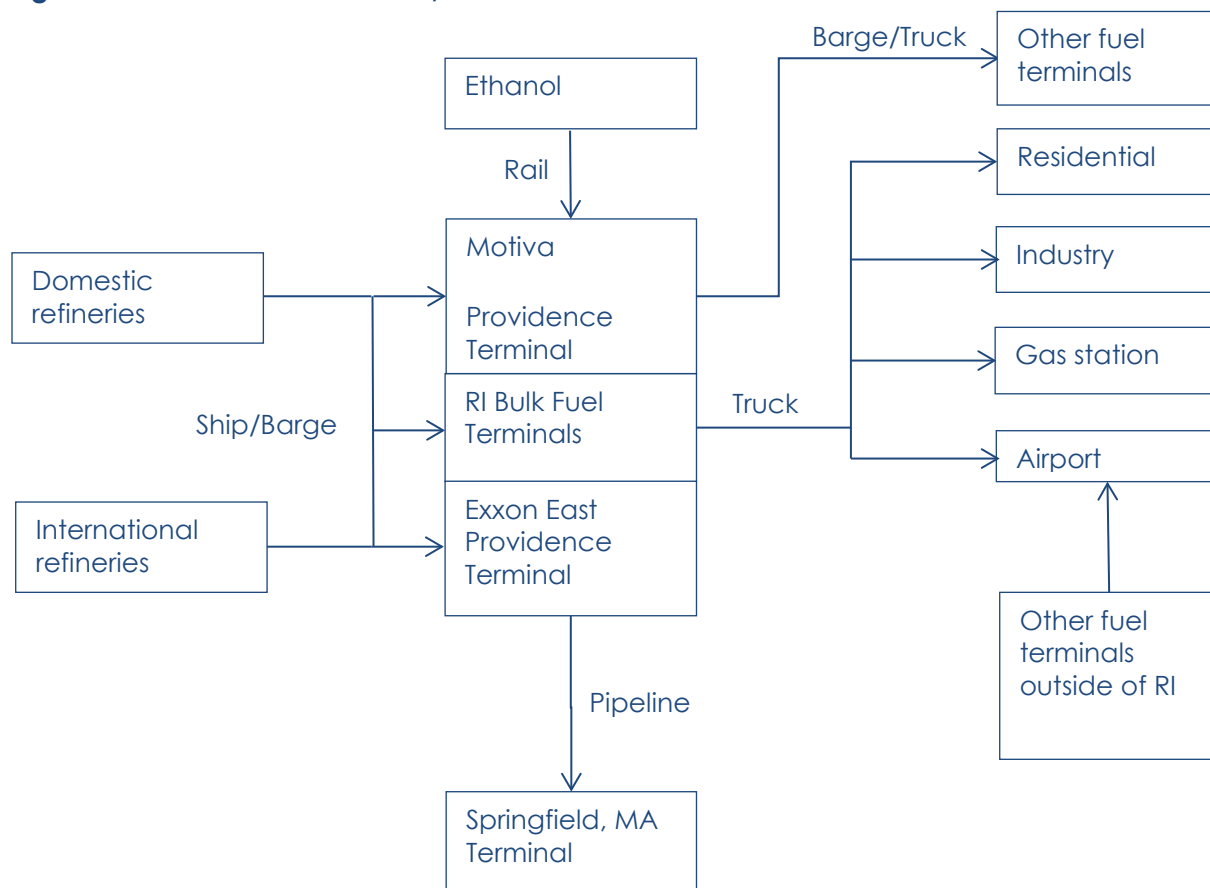 Barge/Truck
Other fuel
terminals
Ethanol
Rail
Residential
Motiva
Providence
Terminal
Industry
Domestic
refineries
Gas station
RI Bulk Fuel
Terminals
Truck
Ship/Barge
Airport
International
refineries
Exxon East
Providence
Terminal
Other fuel
terminals
outside of RI
Pipeline
Springfield, MA
Terminal